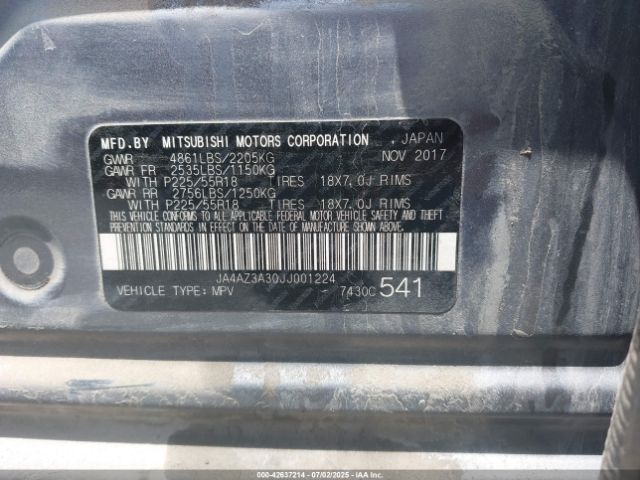 MFD.BY MITSUBISHI MOTORS CORPORATION , JAPAN
GVWR 4861LBS/2205KG NOV 2017
GAWR FR 2535LBS/1150KG
WITH P225/55R18 TIRES 18X7.0J RIMS
GAWR RR 2756LBS/1250KG
WITH P225/55R18 TIRES 18X7.0J RIMS
THIS VEHICLE CONFORMS TO ALL APPLICABLE FEDERAL MOTOR VEHICLE SAFETY AND THEFT
PREVENTION STANDARDS IN EFFECT ON THE DATE OF MANUFACTURE SHOWN ABOVE.
JA4AZ3A30JJ001224
VEHICLE TYPE: MPV 7430C 541
000-42637214 - 07/02/2025 - IAA Inc.